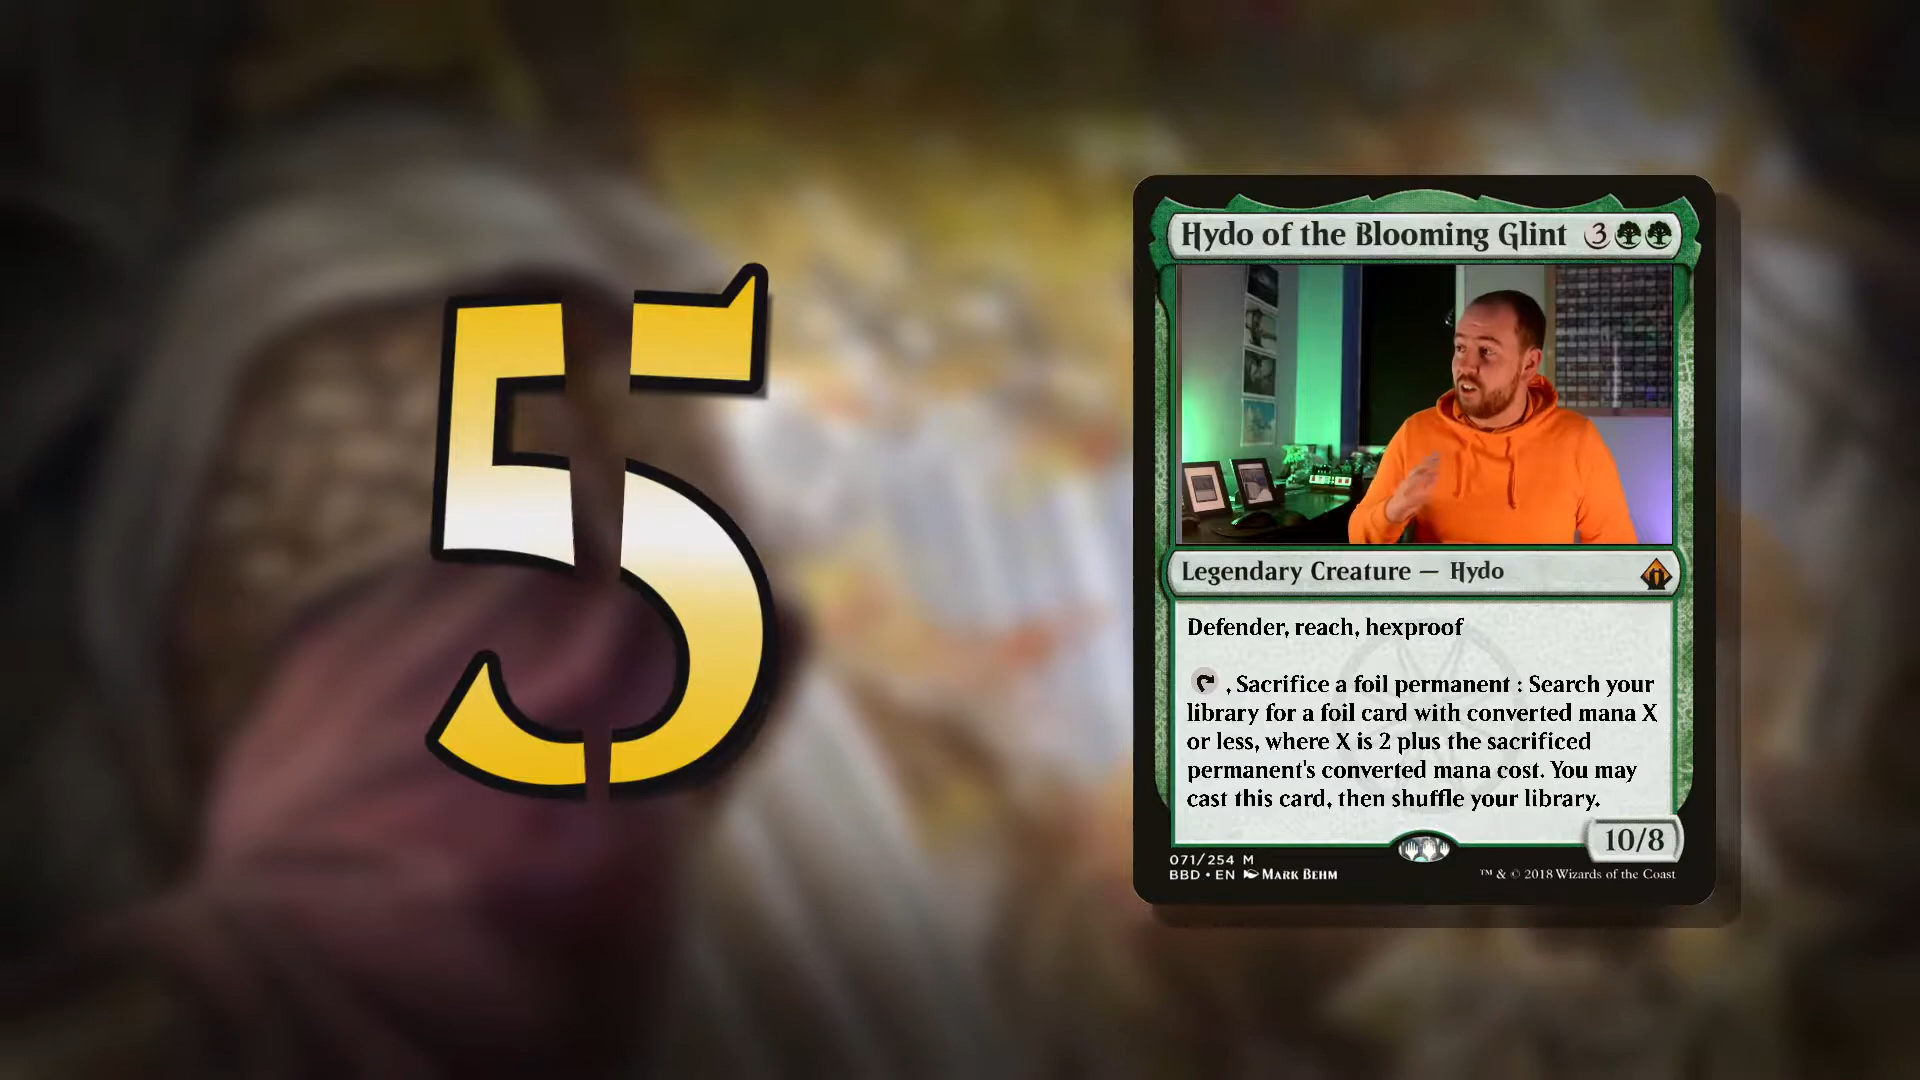 5
Hydo of the Blooming Glint 3
Legendary Creature — Hydo
Defender, reach, hexproof
, Sacrifice a foil permanent : Search your
library for a foil card with converted mana X
or less, where X is 2 plus the sacrificed
permanent's converted mana cost. You may
cast this card, then shuffle your library.
10/8
071/254 M
BBD • EN MARK BEHM
™ & © 2018 Wizards of the Coast